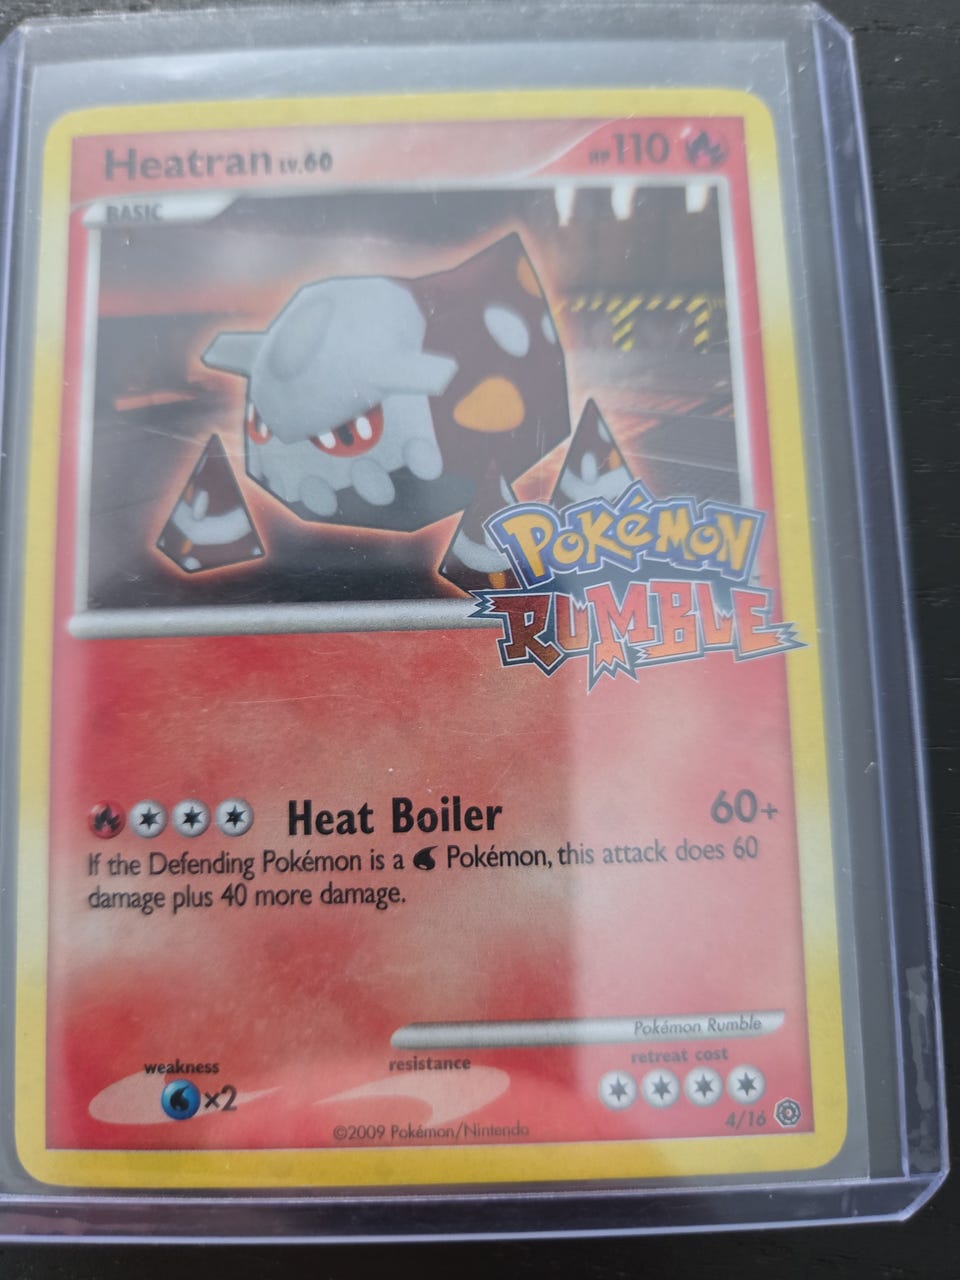 Heatran LV.60
HP 110
BASIC
POKéMON
RUMBLE
Heat Boiler 60+
If the Defending Pokémon is a Pokémon, this attack does 60
damage plus 40 more damage.
Pokémon Rumble
weakness resistance retreat cost
×2
4/16
©2009 Pokémon/Nintendo